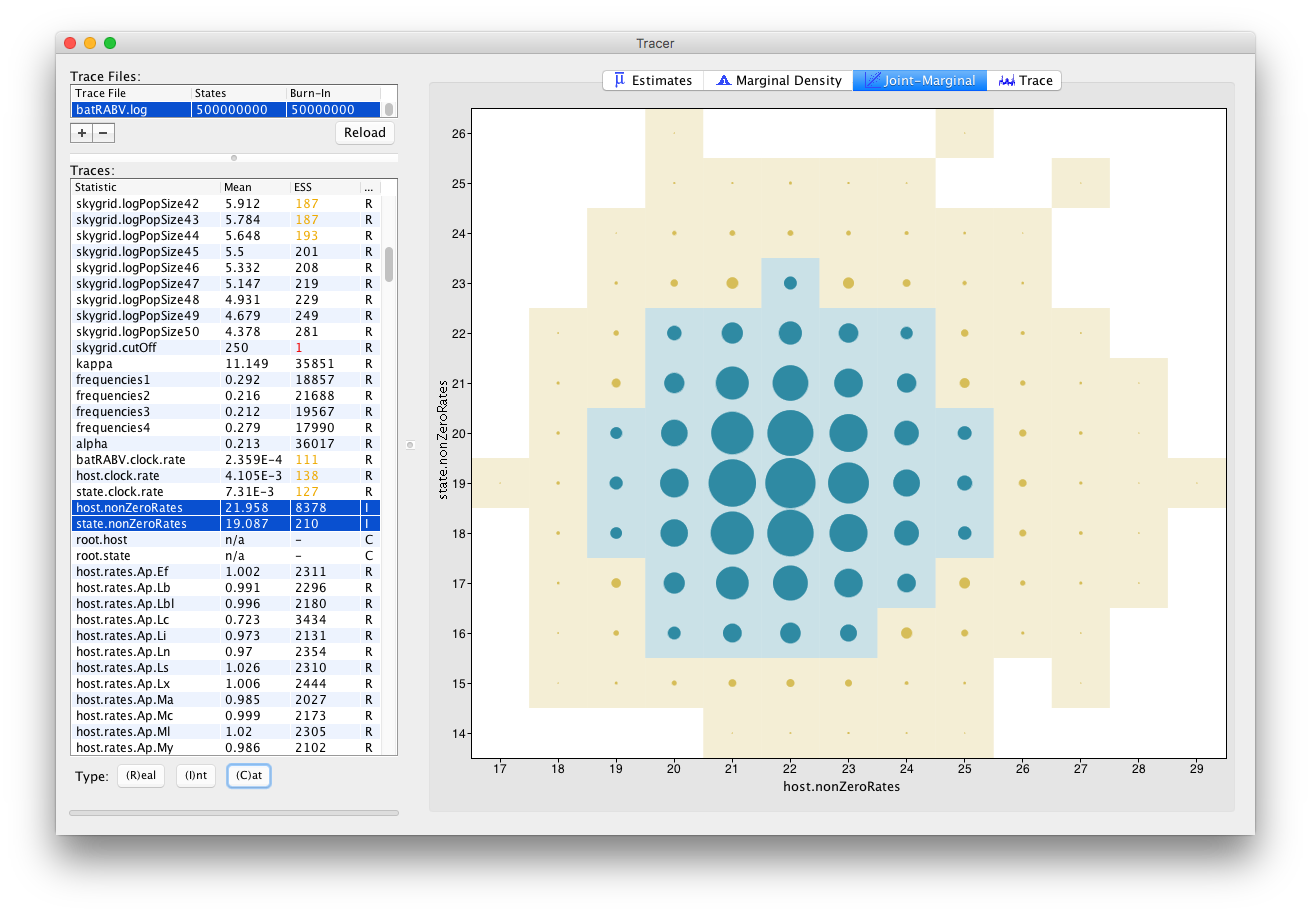 Tracer
Trace Files:
Trace File States Burn-In
batRABV.log 500000000 50000000
+ − Reload
Traces:
Statistic Mean ESS ...
skygrid.logPopSize42 5.912 187 R
skygrid.logPopSize43 5.784 187 R
skygrid.logPopSize44 5.648 193 R
skygrid.logPopSize45 5.5 201 R
skygrid.logPopSize46 5.332 208 R
skygrid.logPopSize47 5.147 219 R
skygrid.logPopSize48 4.931 229 R
skygrid.logPopSize49 4.679 249 R
skygrid.logPopSize50 4.378 281 R
skygrid.cutOff 250 1 R
kappa 11.149 35851 R
frequencies1 0.292 18857 R
frequencies2 0.216 21688 R
frequencies3 0.212 19567 R
frequencies4 0.279 17990 R
alpha 0.213 36017 R
batRABV.clock.rate 2.359E-4 111 R
host.clock.rate 4.105E-3 138 R
state.clock.rate 7.31E-3 127 R
host.nonZeroRates 21.958 8378 I
state.nonZeroRates 19.087 210 I
root.host n/a - C
root.state n/a - C
host.rates.Ap.Ef 1.002 2311 R
host.rates.Ap.Lb 0.991 2296 R
host.rates.Ap.Lbl 0.996 2180 R
host.rates.Ap.Lc 0.723 3434 R
host.rates.Ap.Li 0.973 2131 R
host.rates.Ap.Ln 0.97 2354 R
host.rates.Ap.Ls 1.026 2310 R
host.rates.Ap.Lx 1.006 2444 R
host.rates.Ap.Ma 0.985 2027 R
host.rates.Ap.Mc 0.999 2173 R
host.rates.Ap.Ml 1.02 2305 R
host.rates.Ap.My 0.986 2102 R
Type: (R)eal (I)nt (C)at
μ Estimates Marginal Density Joint-Marginal Trace
26
25
24
23
22
21
20
19
18
17
16
15
14
state.nonZeroRates
17 18 19 20 21 22 23 24 25 26 27 28 29
host.nonZeroRates